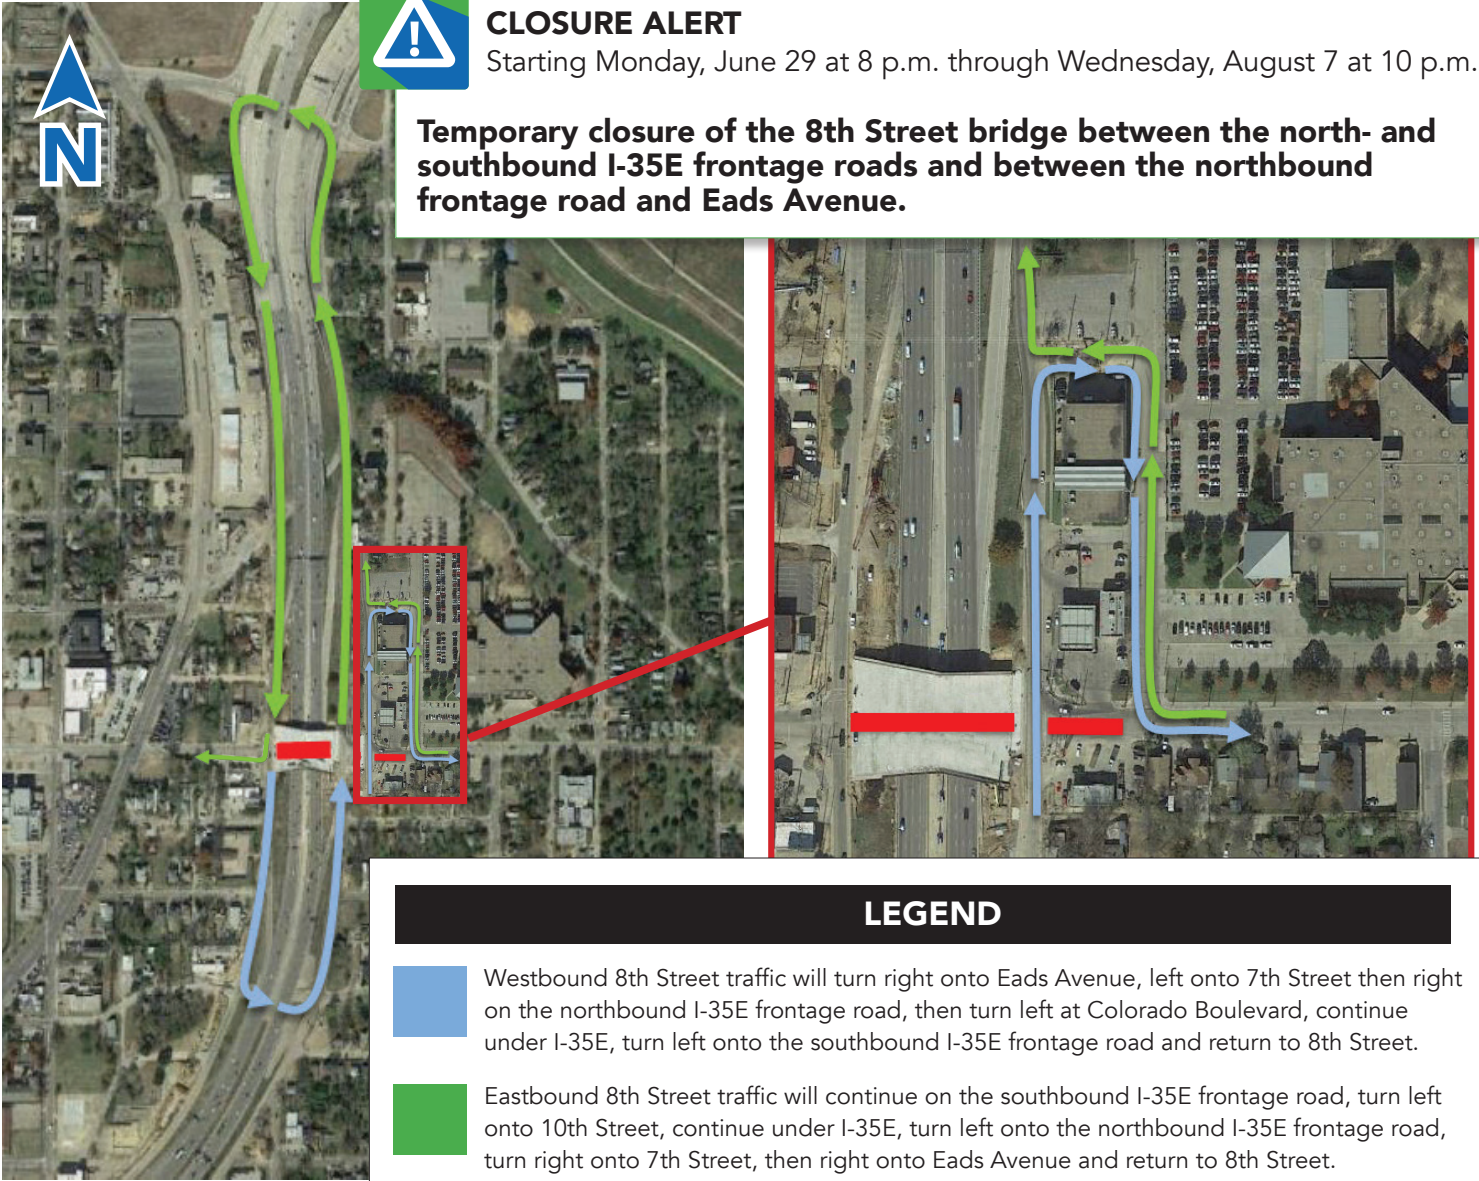 CLOSURE ALERT
Starting Monday, June 29 at 8 p.m. through Wednesday, August 7 at 10 p.m.
Temporary closure of the 8th Street bridge between the north- and
southbound I-35E frontage roads and between the northbound
frontage road and Eads Avenue.
N
LEGEND
Westbound 8th Street traffic will turn right onto Eads Avenue, left onto 7th Street then right
on the northbound I-35E frontage road, then turn left at Colorado Boulevard, continue
under I-35E, turn left onto the southbound I-35E frontage road and return to 8th Street.
Eastbound 8th Street traffic will continue on the southbound I-35E frontage road, turn left
onto 10th Street, continue under I-35E, turn left onto the northbound I-35E frontage road,
turn right onto 7th Street, then right onto Eads Avenue and return to 8th Street.